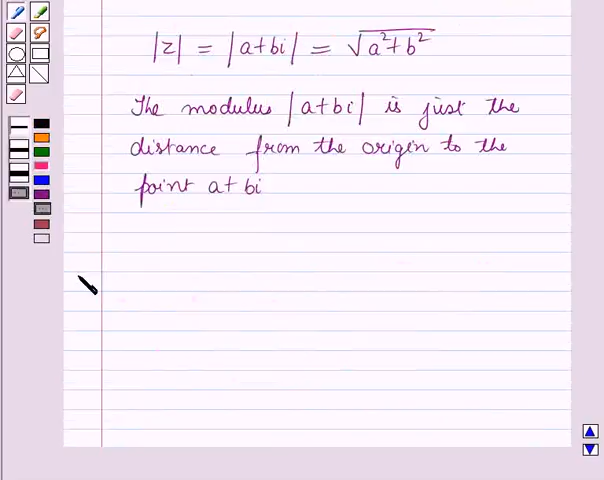 |z| = |a+bi| = √a²+b²
The modulus |a+bi| is just the
distance from the origin to the
point a+ bi